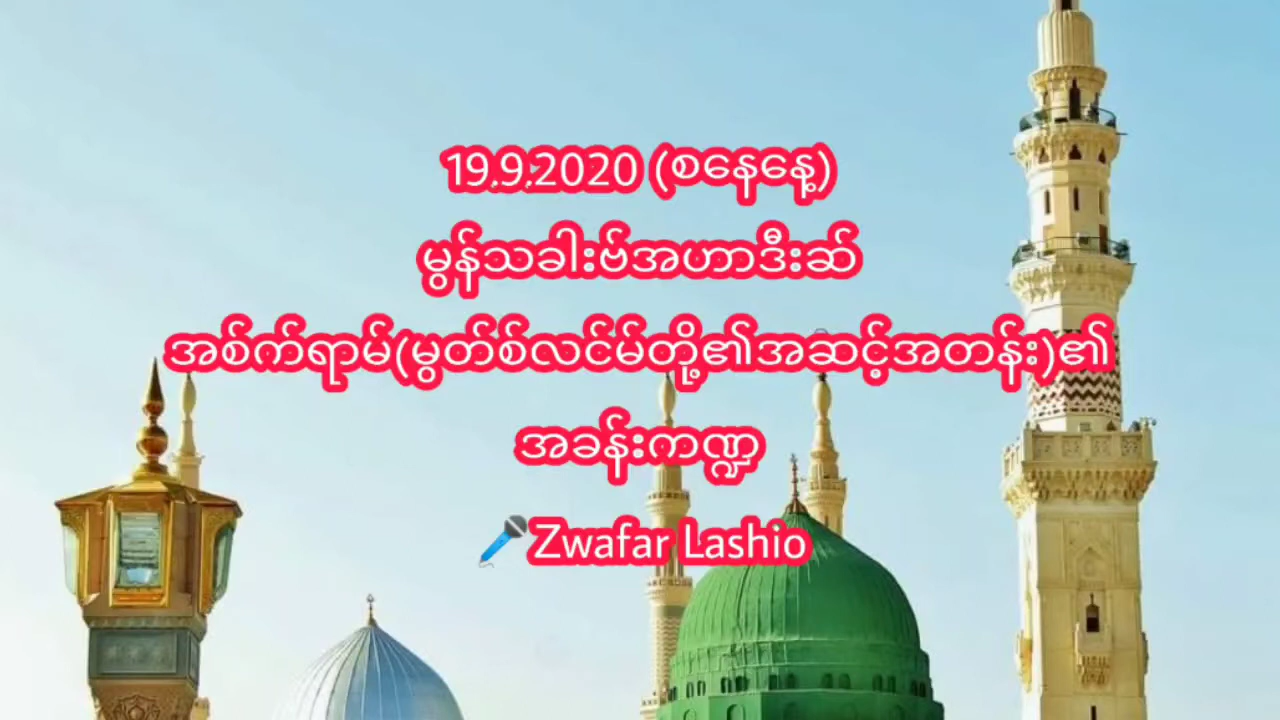 19.9.2020 (စနေနေ့)
မွန်သခါးဗ်အဟာဒီးဆ်
အစ်က်ရာမ်(မွတ်စ်လင်မ်တို့၏အဆင့်အတန်း)၏
အခန်းကဏ္ဍ
🎤Zwafar Lashio